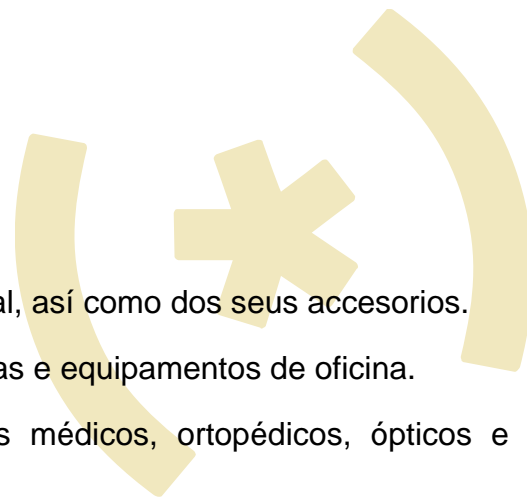 al, así como dos seus accesorios.
as e equipamentos de oficina.
s médicos, ortopédicos, ópticos e